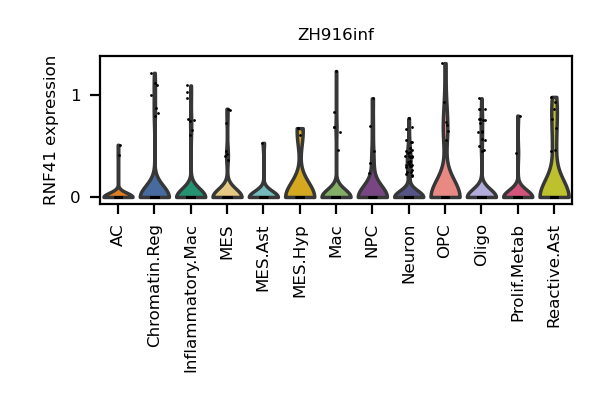 ZH916inf
RNF41 expression
1
0
AC
Chromatin.Reg
Inflammatory.Mac
MES
MES.Ast
MES.Hyp
Mac
NPC
Neuron
OPC
Oligo
Prolif.Metab
Reactive.Ast